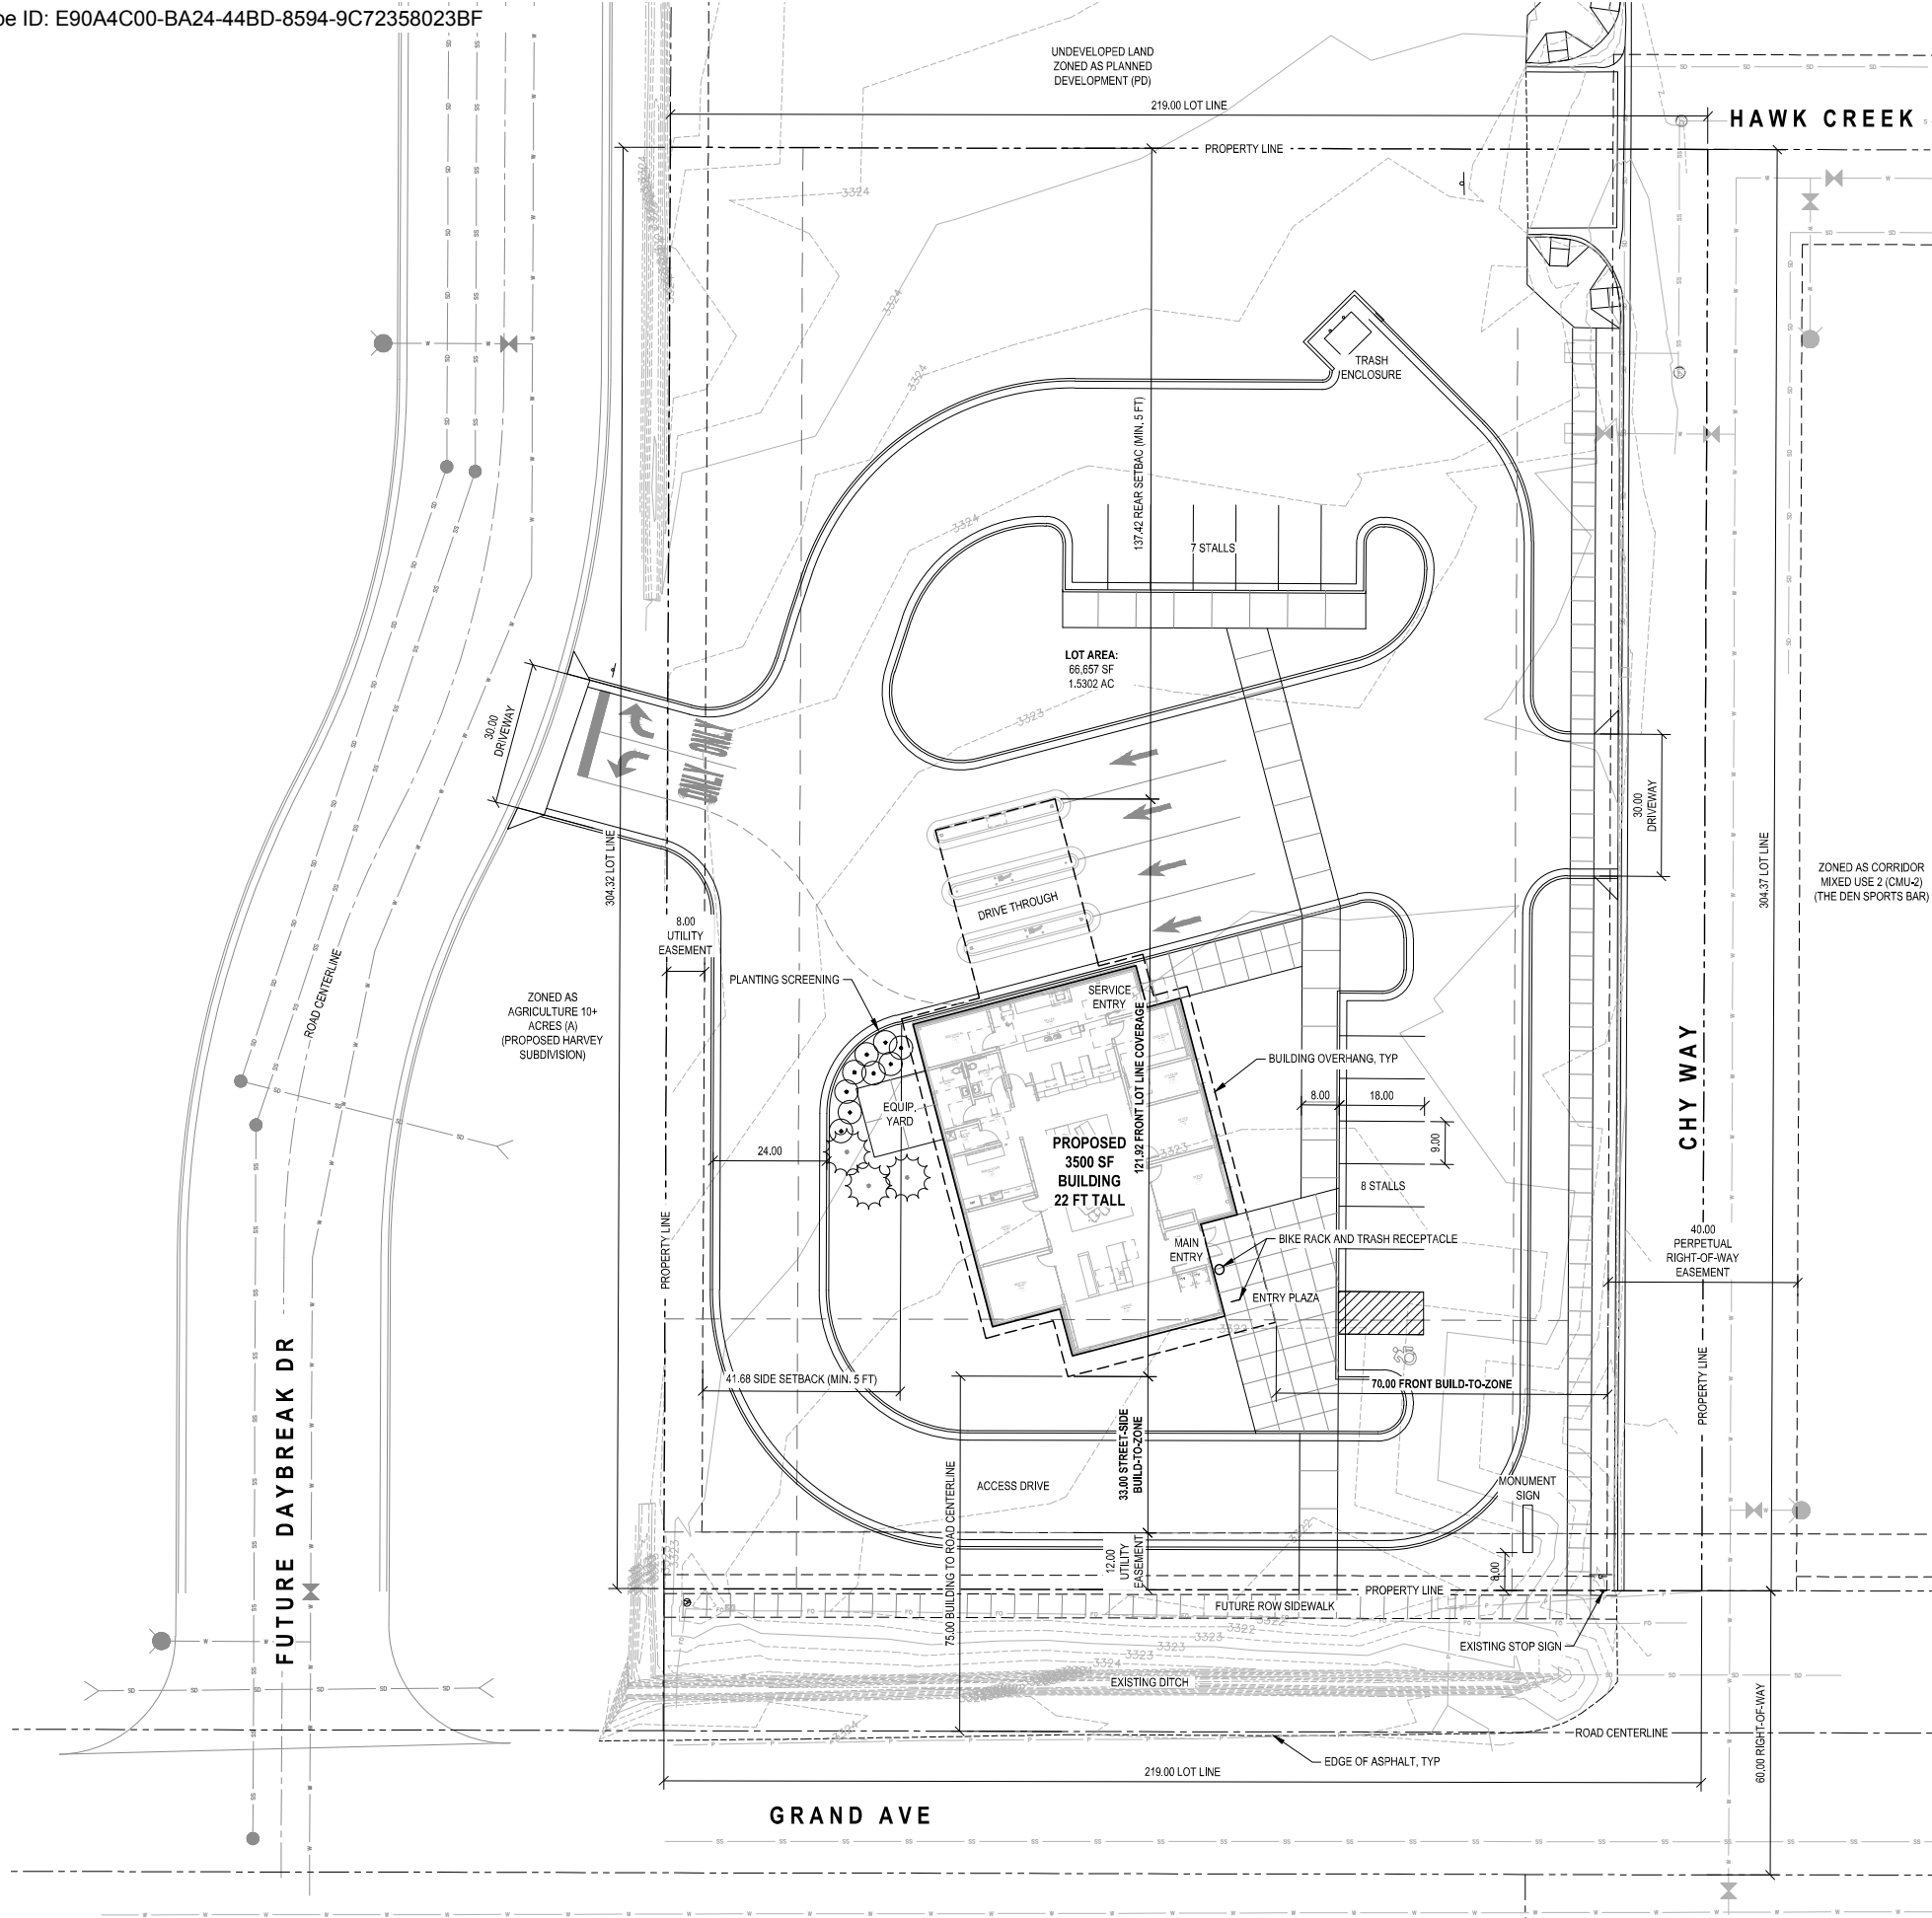 pe ID: E90A4C00-BA24-44BD-8594-9C72358023BF
UNDEVELOPED LAND
ZONED AS PLANNED
DEVELOPMENT (PD)
219.00 LOT LINE
HAWK CREEK
PROPERTY LINE
3324
3324
3324
TRASH
ENCLOSURE
137.42 REAR SETBAC (MIN. 5 FT)
3324
7 STALLS
LOT AREA:
66,657 SF
1.5302 AC
3323
30.00
DRIVEWAY
ONLY
ONLY
30.00
DRIVEWAY
304.32 LOT LINE
304.37 LOT LINE
ZONED AS CORRIDOR
MIXED USE 2 (CMU-2)
(THE DEN SPORTS BAR)
8.00
UTILITY
EASEMENT
DRIVE THROUGH
ROAD CENTERLINE
PLANTING SCREENING
SERVICE
ENTRY
ZONED AS
AGRICULTURE 10+
ACRES (A)
(PROPOSED HARVEY
SUBDIVISION)
121.92 FRONT LOT LINE COVERAGE
BUILDING OVERHANG, TYP
EQUIP.
YARD
8.00
18.00
9.00
CHY WAY
PROPOSED
3500 SF
BUILDING
22 FT TALL
3323
24.00
8 STALLS
MAIN
ENTRY
BIKE RACK AND TRASH RECEPTACLE
40.00
PERPETUAL
RIGHT-OF-WAY
EASEMENT
PROPERTY LINE
ENTRY PLAZA
3322
FUTURE DAYBREAK DR
41.68 SIDE SETBACK (MIN. 5 FT)
70.00 FRONT BUILD-TO-ZONE
PROPERTY LINE
33.00 STREET-SIDE
BUILD-TO-ZONE
75.00 BUILDING TO ROAD CENTERLINE
ACCESS DRIVE
MONUMENT
SIGN
3322
12.00
UTILITY
EASEMENT
8.00
PROPERTY LINE
FUTURE ROW SIDEWALK
3322
3323
3324
EXISTING STOP SIGN
EXISTING DITCH
3324
ROAD CENTERLINE
EDGE OF ASPHALT, TYP
60.00 RIGHT-OF-WAY
219.00 LOT LINE
GRAND AVE